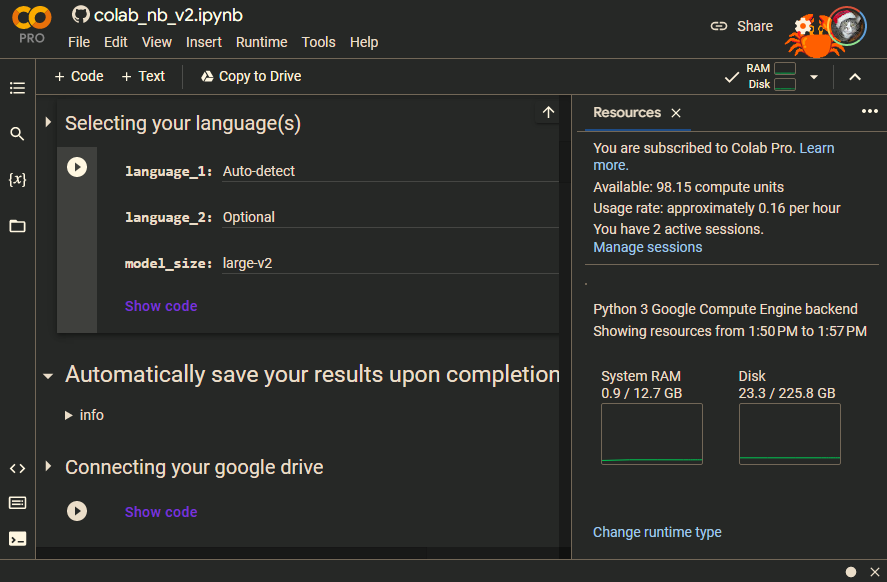 colab_nb_v2.ipynb
PRO
File Edit View Insert Runtime Tools Help
Share
+ Code + Text
Copy to Drive
RAM
Disk
{x}
Selecting your language(s)
language_1: Auto-detect
language_2: Optional
model_size: large-v2
Show code
Automatically save your results upon completion
info
Connecting your google drive
Show code
Resources
You are subscribed to Colab Pro. Learn
more.
Available: 98.15 compute units
Usage rate: approximately 0.16 per hour
You have 2 active sessions.
Manage sessions
Python 3 Google Compute Engine backend
Showing resources from 1:50 PM to 1:57 PM
System RAM
0.9 / 12.7 GB
Disk
23.3 / 225.8 GB
Change runtime type